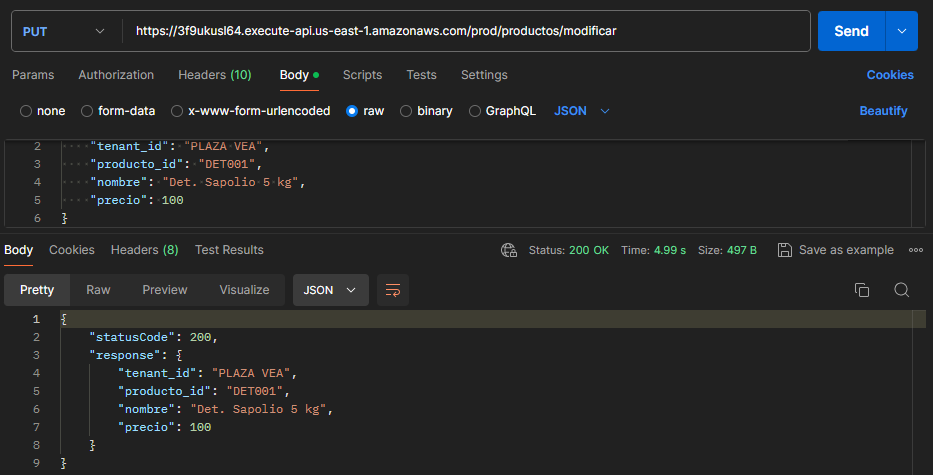 PUT https://3f9ukusl64.execute-api.us-east-1.amazonaws.com/prod/productos/modificar Send
Params Authorization Headers (10) Body Scripts Tests Settings Cookies
none form-data x-www-form-urlencoded raw binary GraphQL JSON Beautify
2 "tenant_id": "PLAZA VEA",
3 "producto_id": "DET001",
4 "nombre": "Det. Sapolio 5 kg",
5 "precio": 100
6 }
Body Cookies Headers (8) Test Results Status: 200 OK Time: 4.99 s Size: 497 B Save as example
Pretty Raw Preview Visualize JSON
1 {
2 "statusCode": 200,
3 "response": {
4 "tenant_id": "PLAZA VEA",
5 "producto_id": "DET001",
6 "nombre": "Det. Sapolio 5 kg",
7 "precio": 100
8 }
9 }